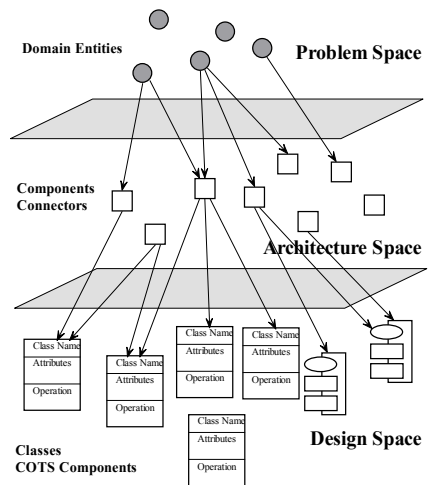 Domain Entities
Problem Space
Components
Connectors
Architecture Space
Class Name
Attributes
Operation
Class Name
Attributes
Operation
Class Name
Attributes
Operation
Class Name
Attributes
Operation
Class Name
Attributes
Operation
Classes
COTS Components
Design Space